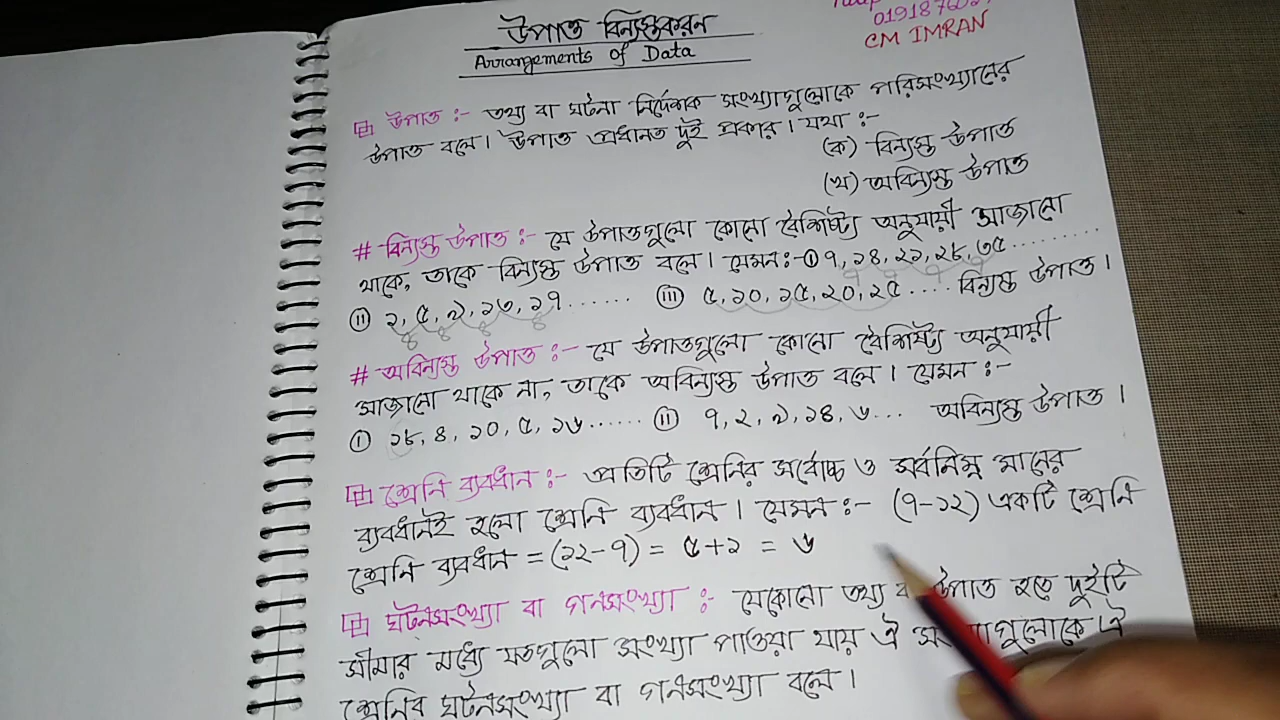 উপাত্ত বিন্যস্তকরন
Arrangements of Data
CM IMRAN
উপাত্ত :- তথ্য বা ঘটনা নির্দেশক সংখ্যাগুলোকে পরিসংখ্যানের
উপাত্ত বলে। উপাত্ত প্রধানত দুই প্রকার। যথা :-
(ক) বিন্যস্ত উপাত্ত
(খ) অবিন্যস্ত উপাত্ত
# বিন্যস্ত উপাত্ত :- যে উপাত্তগুলো কোনো বৈশিষ্ট্য অনুযায়ী সাজানো
থাকে, তাকে বিন্যস্ত উপাত্ত বলে। যেমন:- ⓘ ৭, ১৪, ২১, ২৮, ৩৫..........
ⓘⓘ ২, ৫, ৯, ১৩, ১৭....... ⓘⓘⓘ ৫, ১০, ১৫, ২০, ২৫.... বিন্যস্ত উপাত্ত।
# অবিন্যস্ত উপাত্ত :- যে উপাত্তগুলো কোনো বৈশিষ্ট্য অনুযায়ী
সাজানো থাকে না, তাকে অবিন্যস্ত উপাত্ত বলে। যেমন :-
ⓘ ১৮, ৪, ১০, ৫, ১৬...... ⓘⓘ ৭, ২, ৯, ১৪, ৬... অবিন্যস্ত উপাত্ত।
শ্রেনি ব্যবধান :- প্রতিটি শ্রেনির সর্বোচ্চ ও সর্বনিম্ন মানের
ব্যবধানই হলো শ্রেনি ব্যবধান। যেমন :- (৭-১২) একটি শ্রেনি
শ্রেনি ব্যবধান = (১২-৭) = ৫+১ = ৬
ঘটনসংখ্যা বা গনসংখ্যা :- যেকোনো তথ্য বা উপাত্ত হতে দুইটি
সীমার মধ্যে যতগুলো সংখ্যা পাওয়া যায় ঐ সংখ্যাগুলোকে ঐ
শ্রেনির ঘটনসংখ্যা বা গনসংখ্যা বলে।